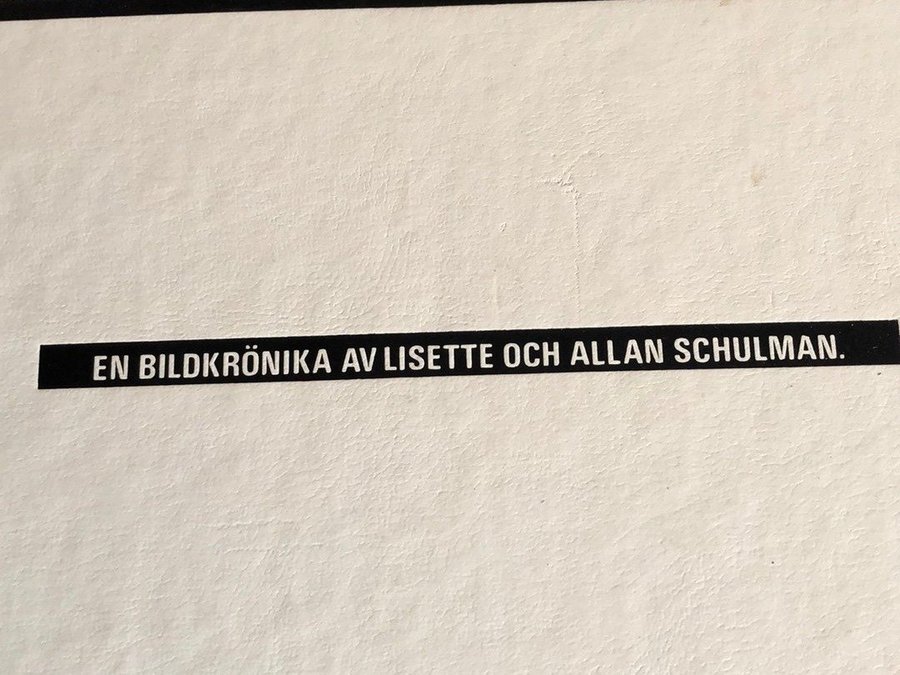 EN BILDKRÖNIKA AV LISETTE OCH ALLAN SCHULMAN.